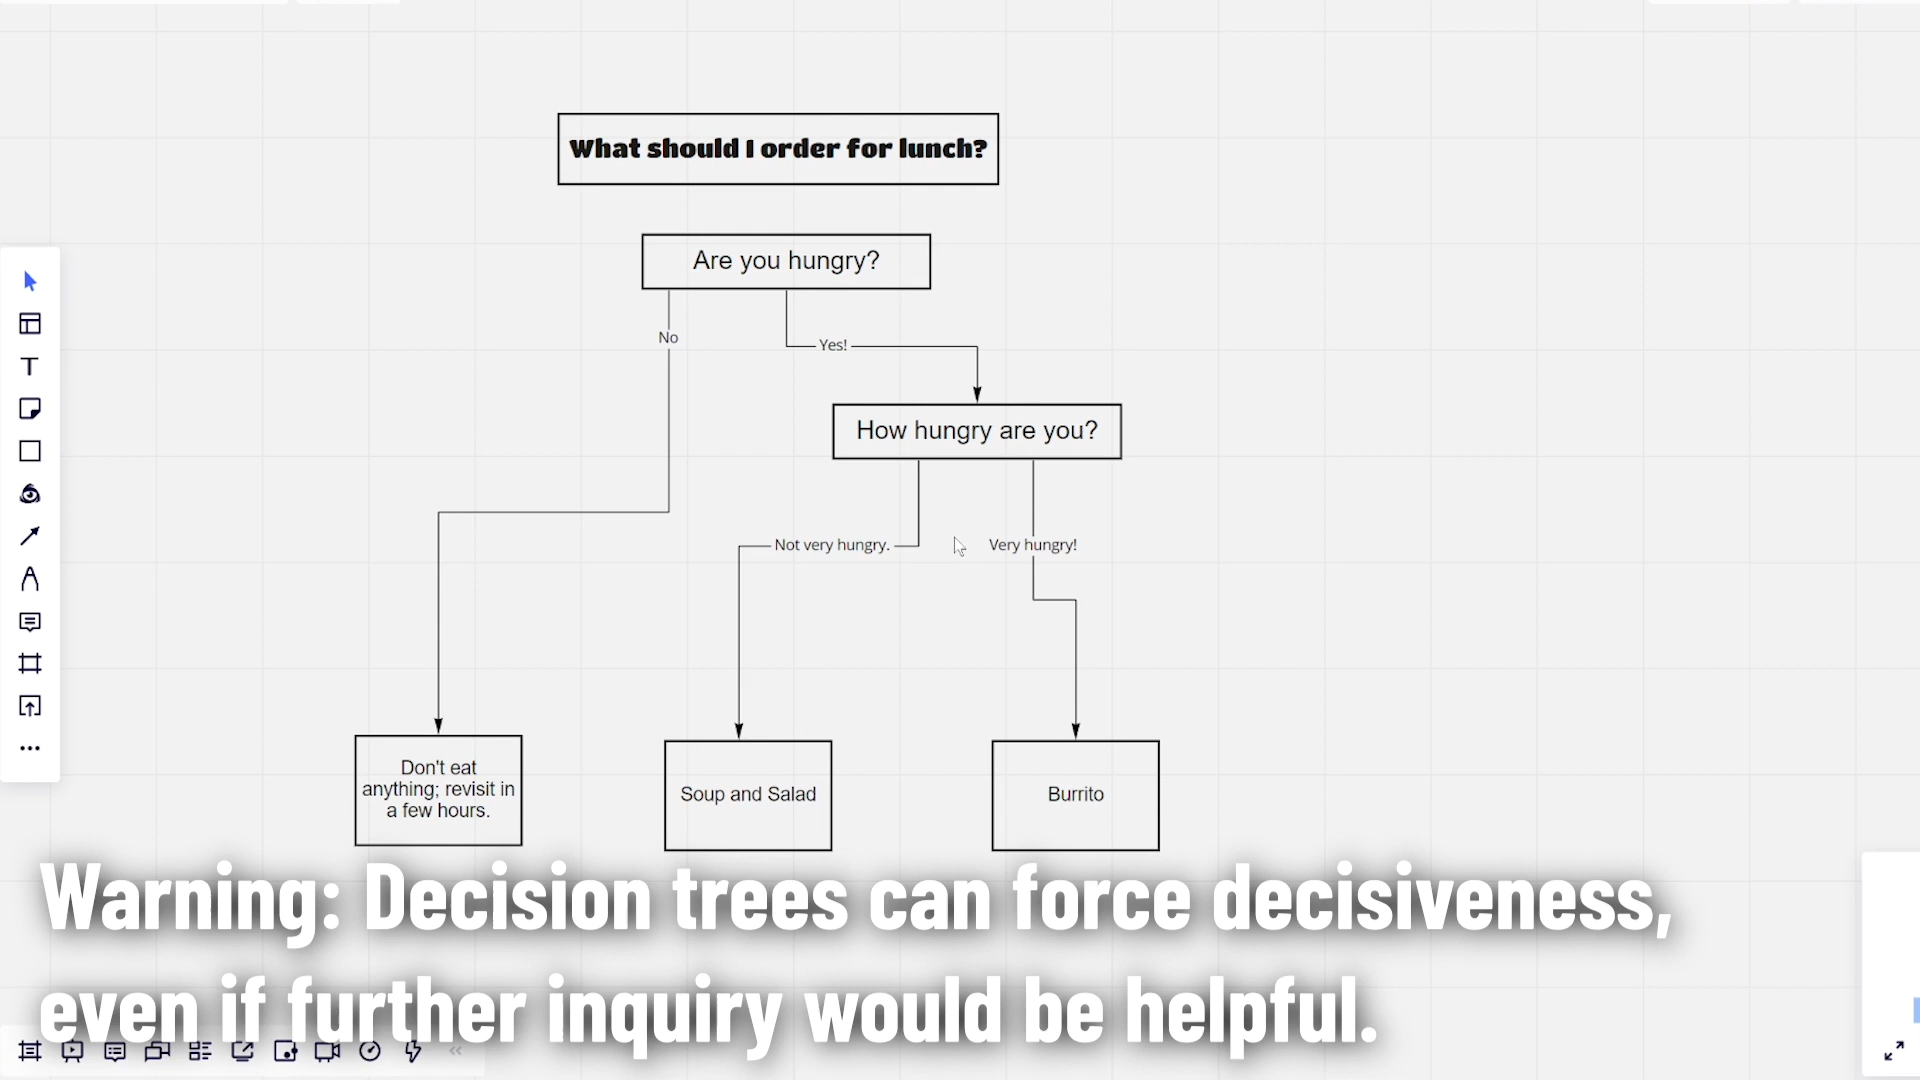 What should I order for lunch?
Are you hungry?
No
Yes!
How hungry are you?
Not very hungry.
Very hungry!
Don't eat
anything; revisit in
a few hours.
Soup and Salad
Burrito
Warning: Decision trees can force decisiveness,
even if further inquiry would be helpful.